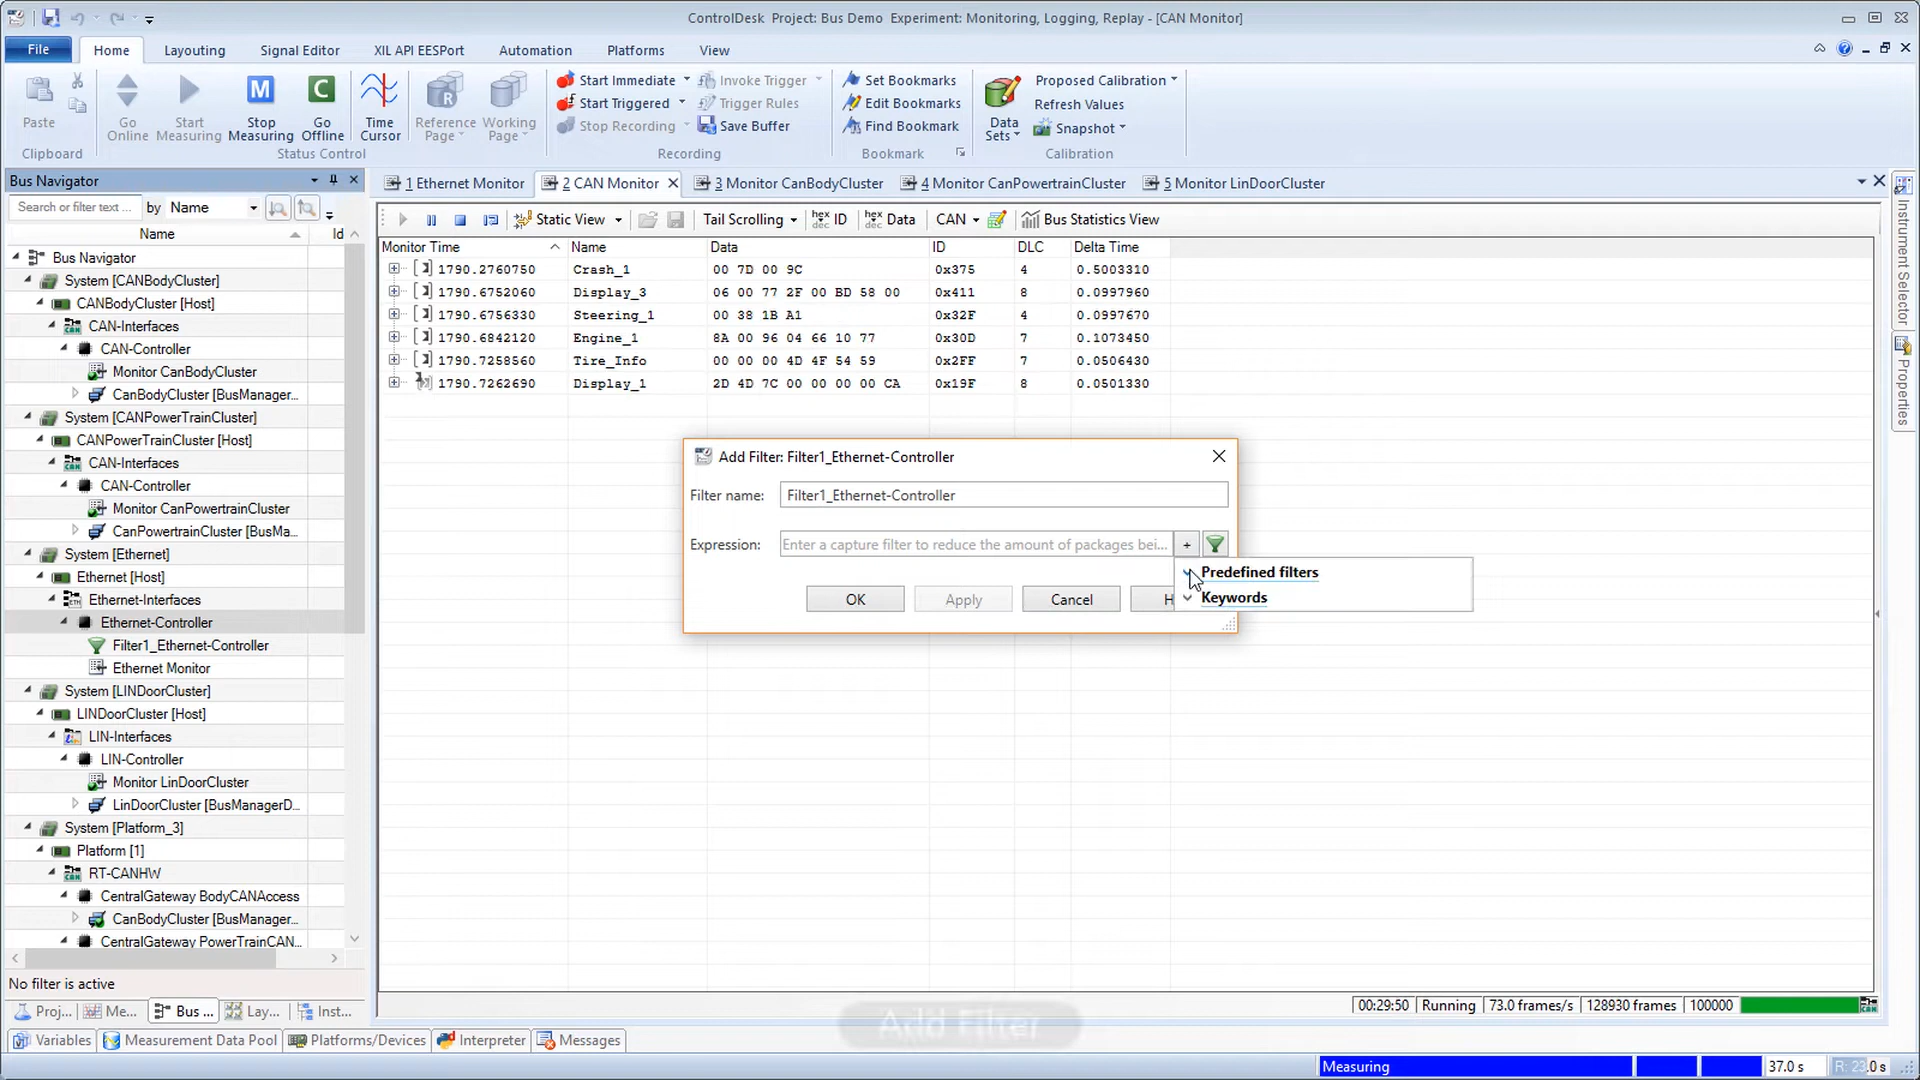 ControlDesk Project: Bus Demo Experiment: Monitoring, Logging, Replay - [CAN Monitor]
File Home Layouting Signal Editor XIL API EESPort Automation Platforms View
Paste
Go Online
Start Measuring
M
Stop Measuring
C
Go Offline
Time Cursor
R
Reference Page
Working Page
Start Immediate
Start Triggered
Stop Recording
Invoke Trigger
Trigger Rules
Save Buffer
Set Bookmarks
Edit Bookmarks
Find Bookmark
Data Sets
Proposed Calibration
Refresh Values
Snapshot
Clipboard Status Control Recording Bookmark Calibration
Bus Navigator
Search or filter text ... by Name
Name Id
Bus Navigator
System [CANBodyCluster]
CANBodyCluster [Host]
CAN-Interfaces
CAN-Controller
Monitor CanBodyCluster
CanBodyCluster [BusManager...
System [CANPowerTrainCluster]
CANPowerTrainCluster [Host]
CAN-Interfaces
CAN-Controller
Monitor CanPowertrainCluster
CanPowertrainCluster [BusMa...
System [Ethernet]
Ethernet [Host]
Ethernet-Interfaces
Ethernet-Controller
Filter1_Ethernet-Controller
Ethernet Monitor
System [LINDoorCluster]
LINDoorCluster [Host]
LIN-Interfaces
LIN-Controller
Monitor LinDoorCluster
LinDoorCluster [BusManagerD...
System [Platform_3]
Platform [1]
RT-CANHW
CentralGateway BodyCANAccess
CanBodyCluster [BusManager...
CentralGateway PowerTrainCAN...
No filter is active
Proj... Me... Bus ... Lay... Inst...
1 Ethernet Monitor 2 CAN Monitor 3 Monitor CanBodyCluster 4 Monitor CanPowertrainCluster 5 Monitor LinDoorCluster
Static View Tail Scrolling hex dec ID hex dec Data CAN Bus Statistics View
Monitor Time Name Data ID DLC Delta Time
1790.2760750 Crash_1 00 7D 00 9C 0x375 4 0.5003310
1790.6752060 Display_3 06 00 77 2F 00 BD 58 00 0x411 8 0.0997960
1790.6756330 Steering_1 00 38 1B A1 0x32F 4 0.0997670
1790.6842120 Engine_1 8A 00 96 04 66 10 77 0x30D 7 0.1073450
1790.7258560 Tire_Info 00 00 00 4D 4F 54 59 0x2FF 7 0.0506430
1790.7262690 Display_1 2D 4D 7C 00 00 00 00 CA 0x19F 8 0.0501330
Add Filter: Filter1_Ethernet-Controller
Filter name: Filter1_Ethernet-Controller
Expression: Enter a capture filter to reduce the amount of packages bei... +
Predefined filters
Keywords
OK Apply Cancel H
Instrument Selector
Properties
Add Filter
00:29:50 Running 73.0 frames/s 128930 frames 100000
Variables Measurement Data Pool Platforms/Devices Interpreter Messages
Measuring 37.0 s